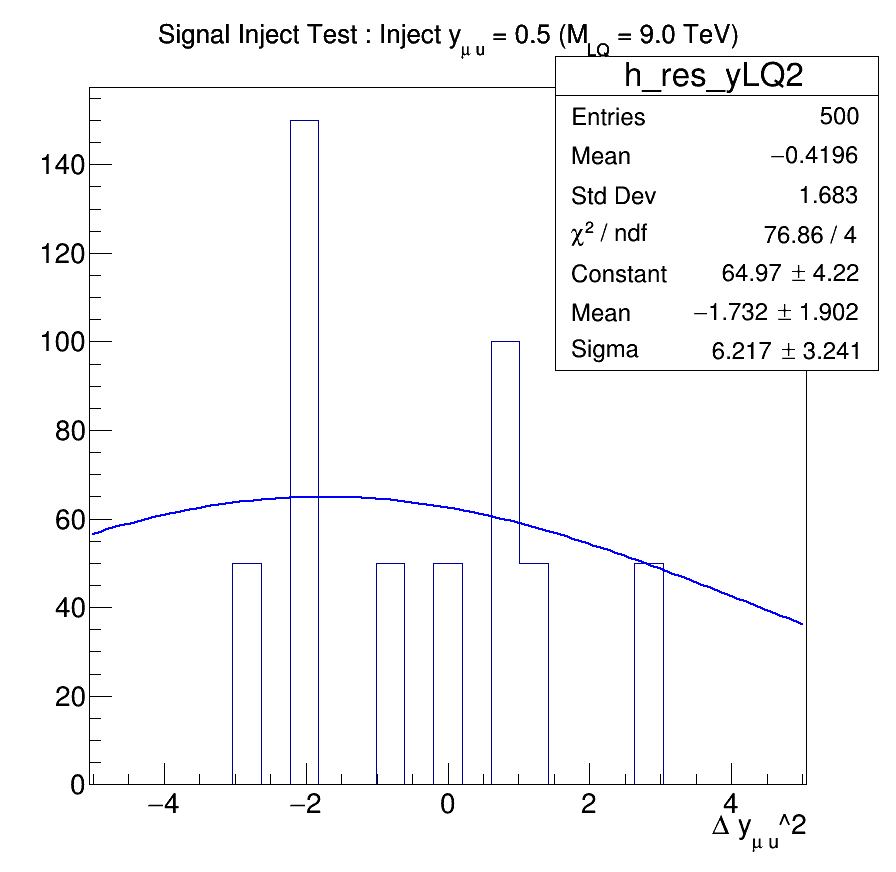 Signal Inject Test : Inject y_μ u = 0.5 (M_LQ = 9.0 TeV)
h_res_yLQ2
Entries 500
Mean −0.4196
Std Dev 1.683
χ² / ndf 76.86 / 4
Constant 64.97 ± 4.22
Mean −1.732 ± 1.902
Sigma 6.217 ± 3.241
140
120
100
80
60
40
20
0
−4 −2 0 2 4
Δ y_μ u^2